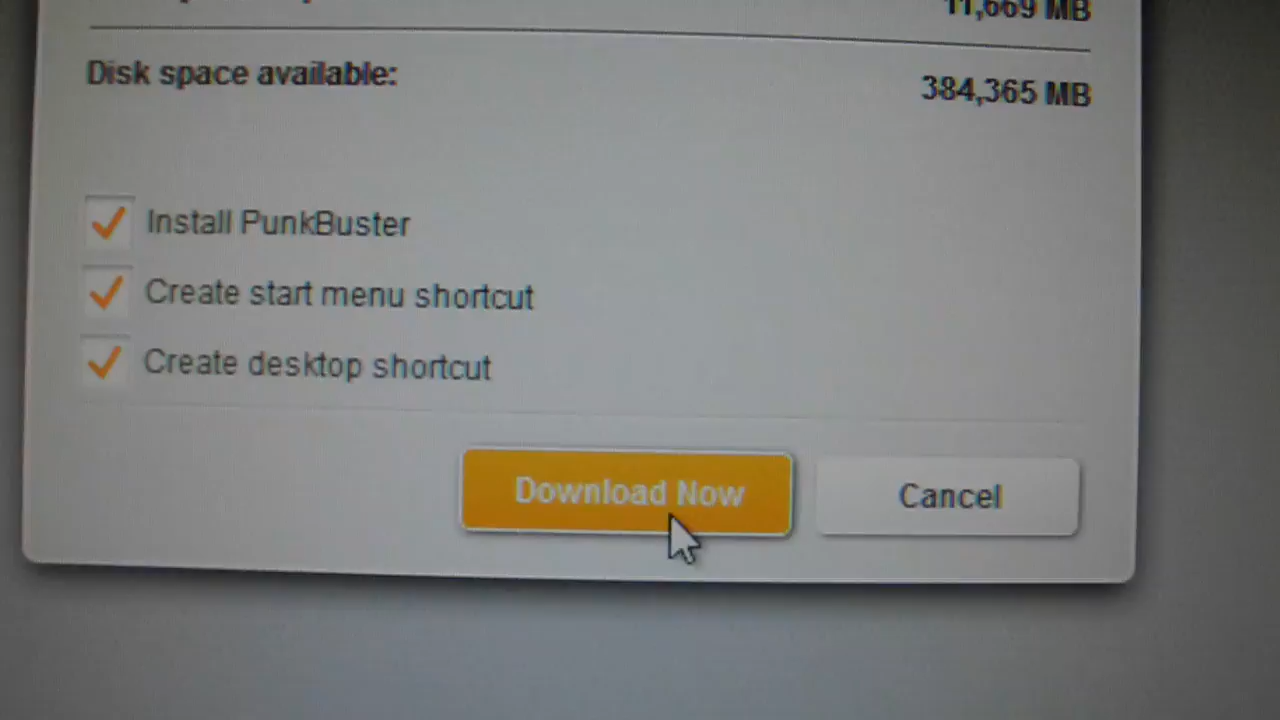 11,669 MB
Disk space available:
384,365 MB
Install PunkBuster
Create start menu shortcut
Create desktop shortcut
Download Now
Cancel